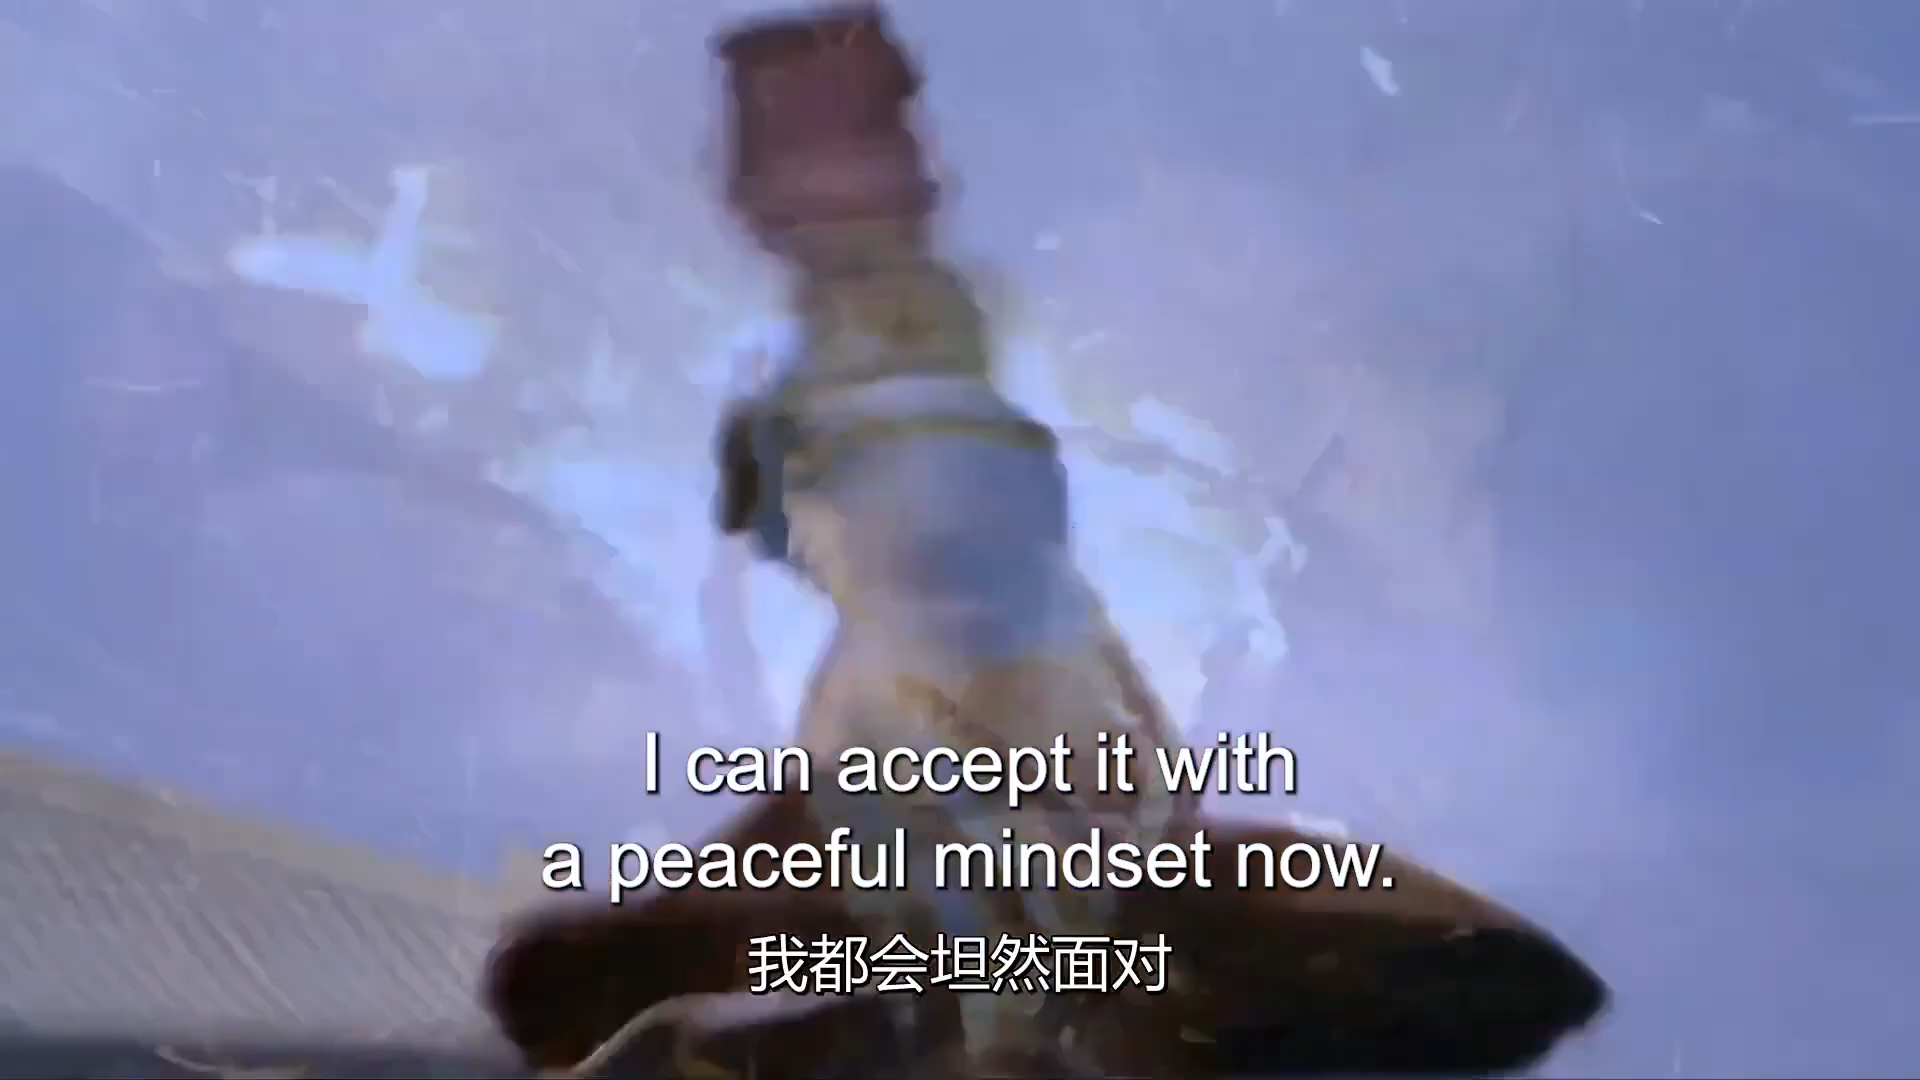 I can accept it with
a peaceful mindset now.
我都会坦然面对